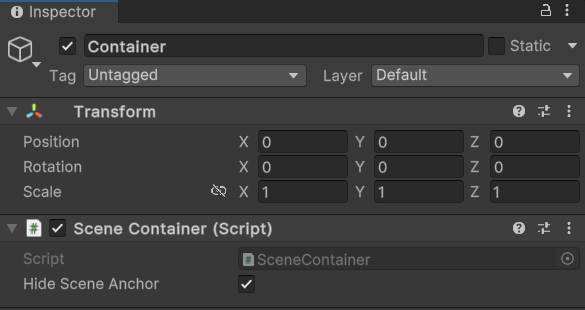 Inspector
Container
Static
Tag Untagged Layer Default
Transform
Position X 0 Y 0 Z 0
Rotation X 0 Y 0 Z 0
Scale X 1 Y 1 Z 1
# Scene Container (Script)
Script # SceneContainer
Hide Scene Anchor